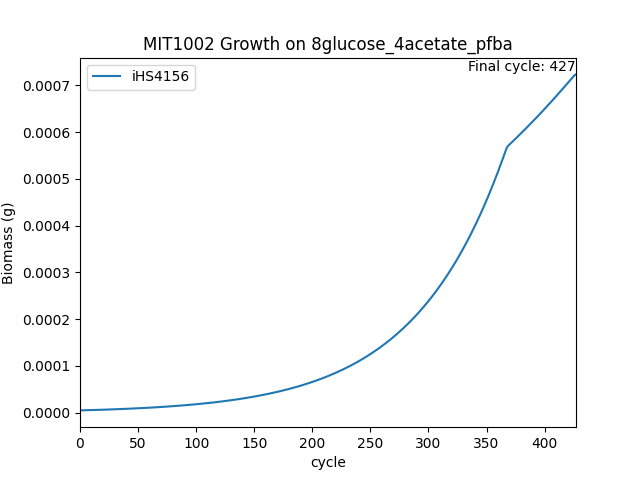 MIT1002 Growth on 8glucose_4acetate_pfba
Final cycle: 427
iHS4156
Biomass (g)
0.0007
0.0006
0.0005
0.0004
0.0003
0.0002
0.0001
0.0000
0 50 100 150 200 250 300 350 400
cycle